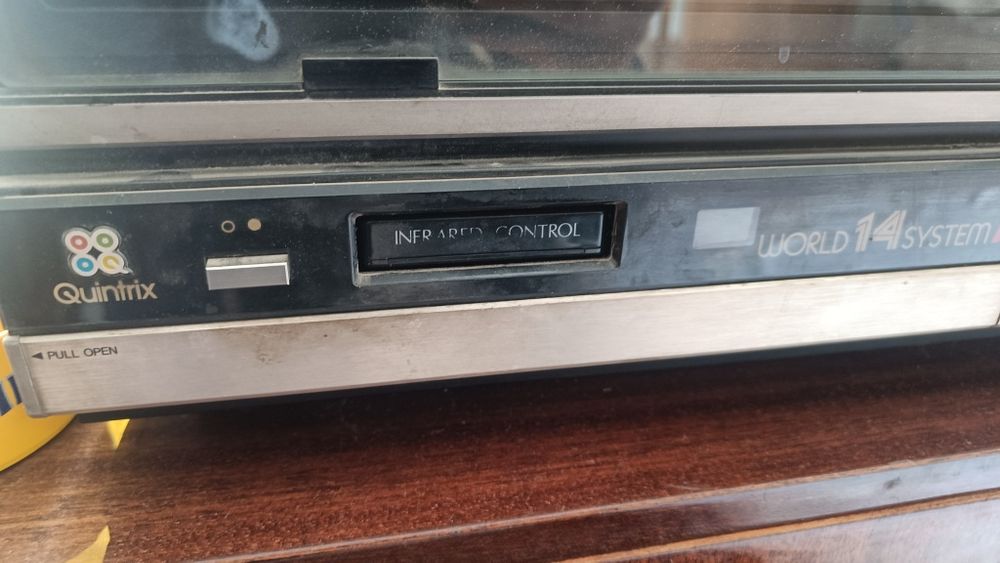 Quintrix
INFRARED CONTROL
WORLD 14 SYSTEM
◄ PULL OPEN